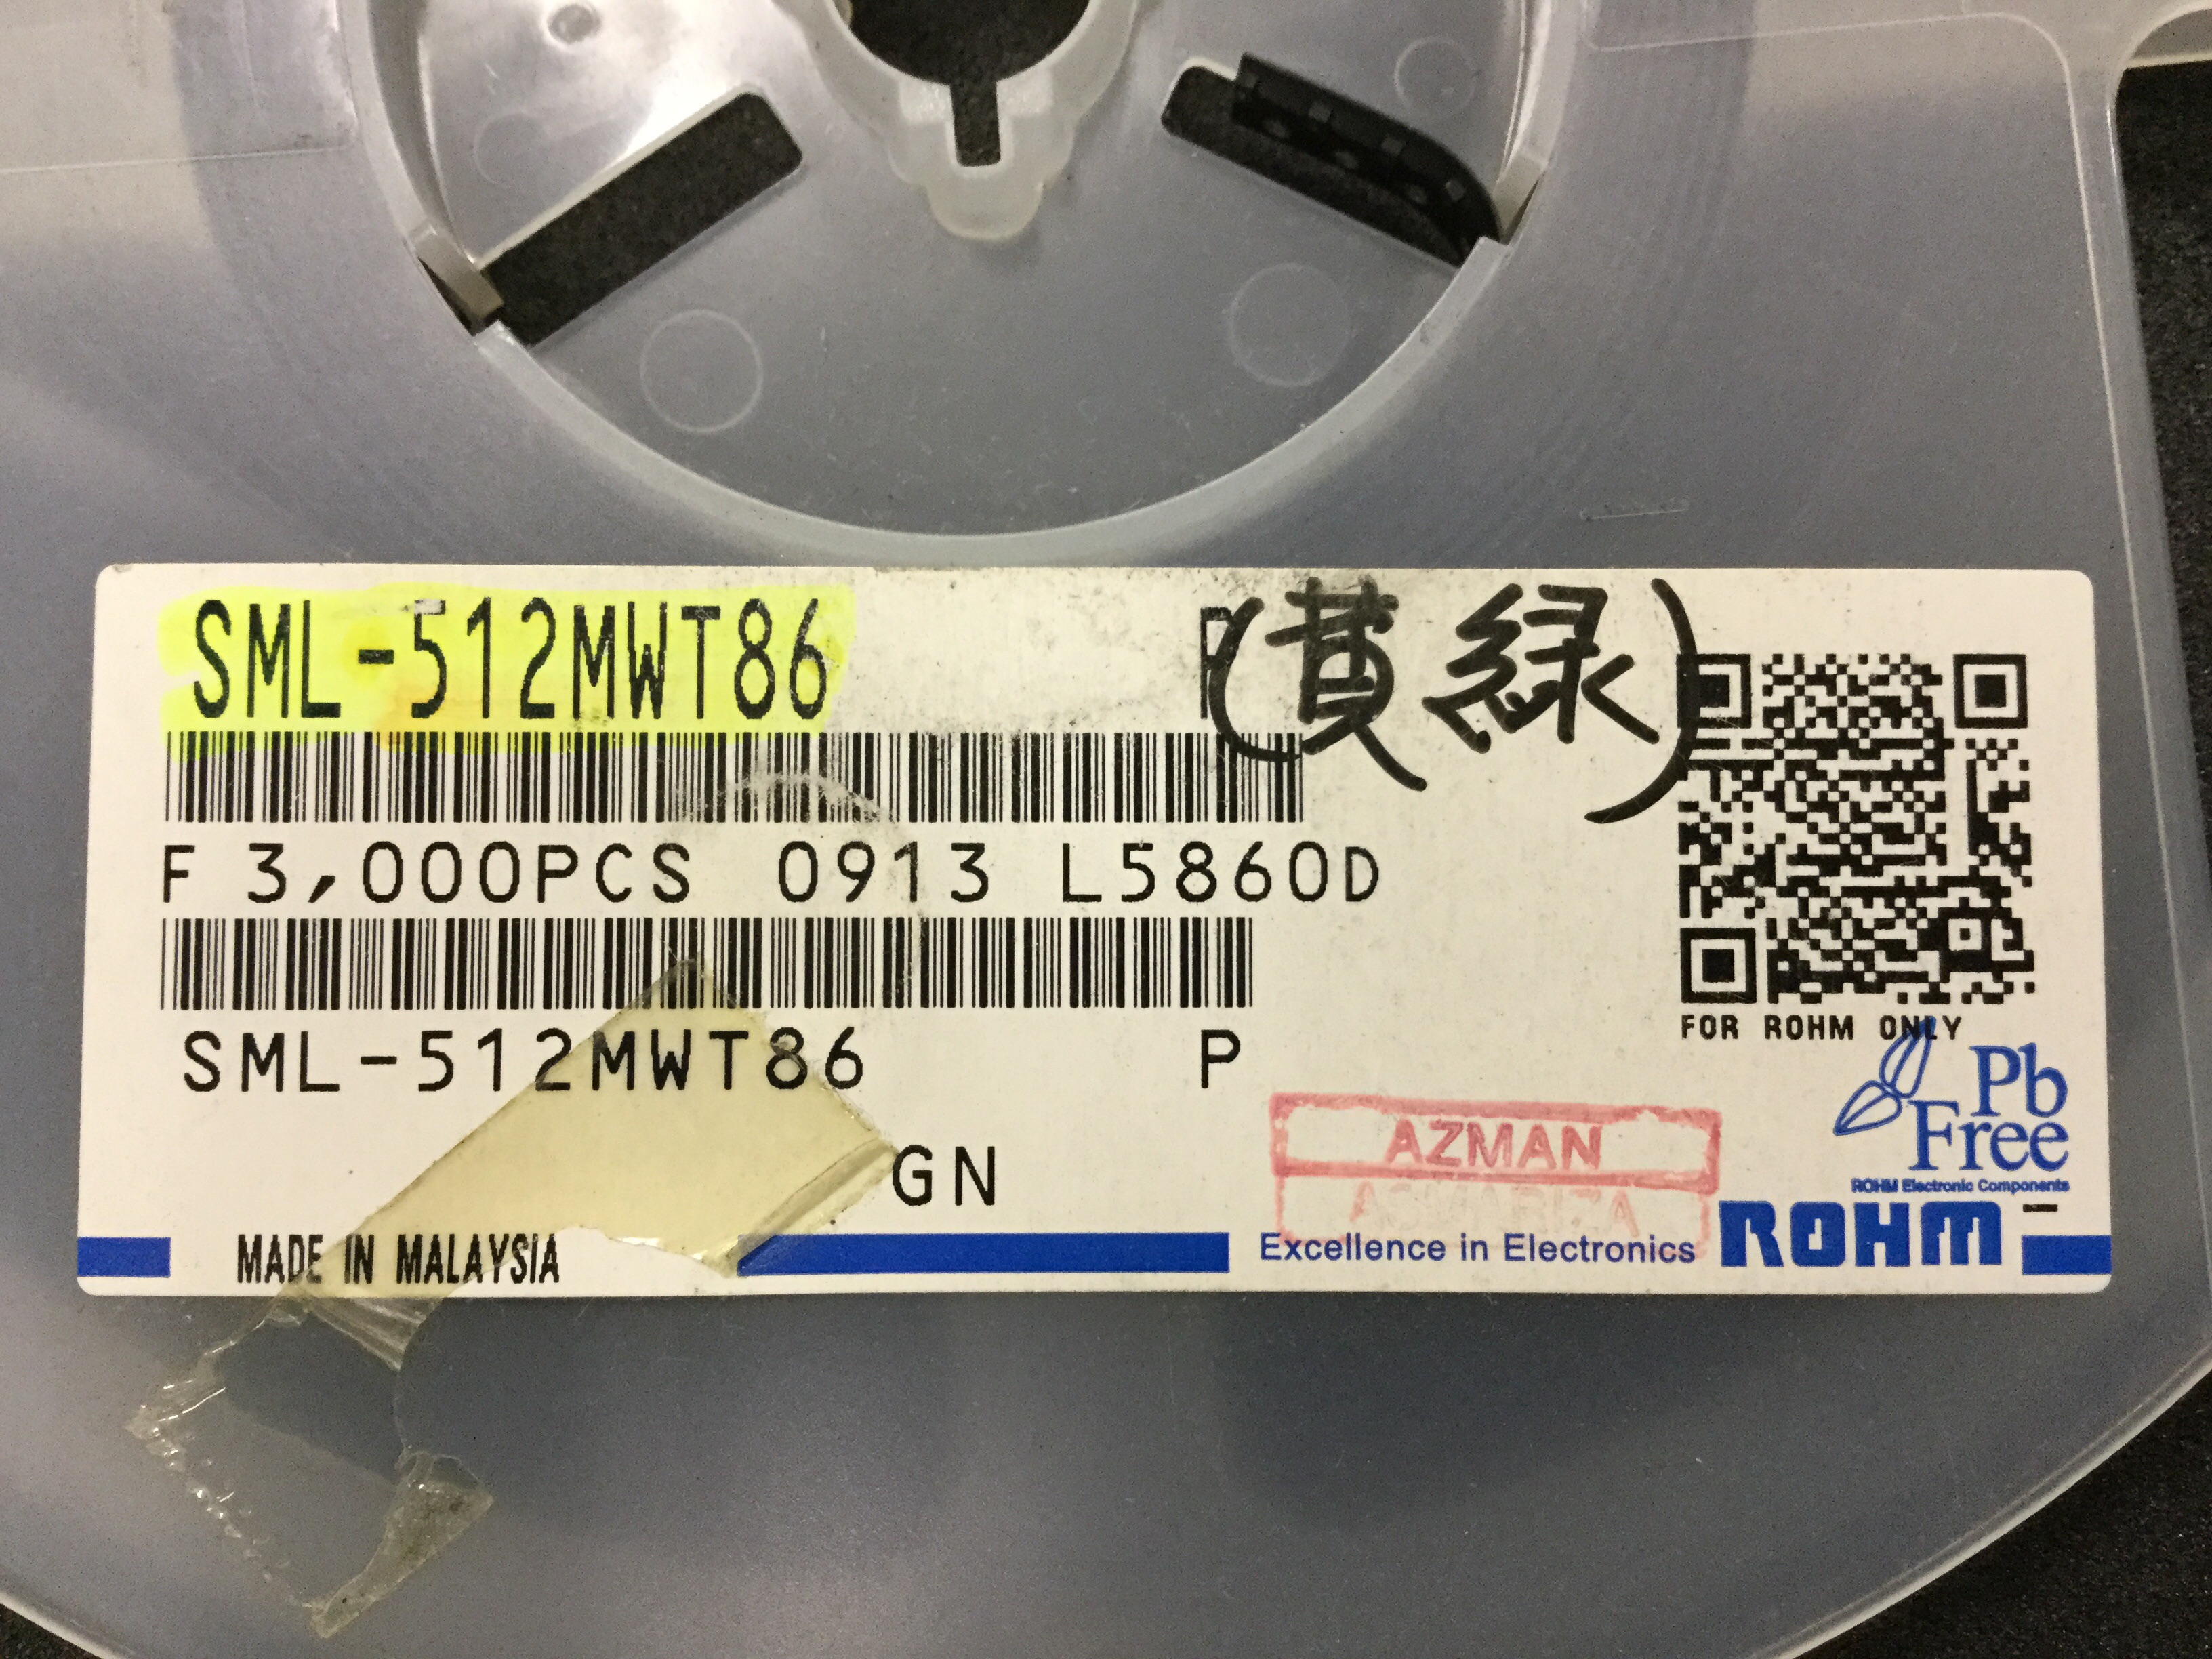 SML-512MWT86 P
(黄緑)
F 3,000PCS 0913 L5860D
SML-512MWT86 P
FOR ROHM ONLY
Pb
Free
ROHM Electronic Components
AZMAN
GN
MADE IN MALAYSIA
Excellence in Electronics ROHM